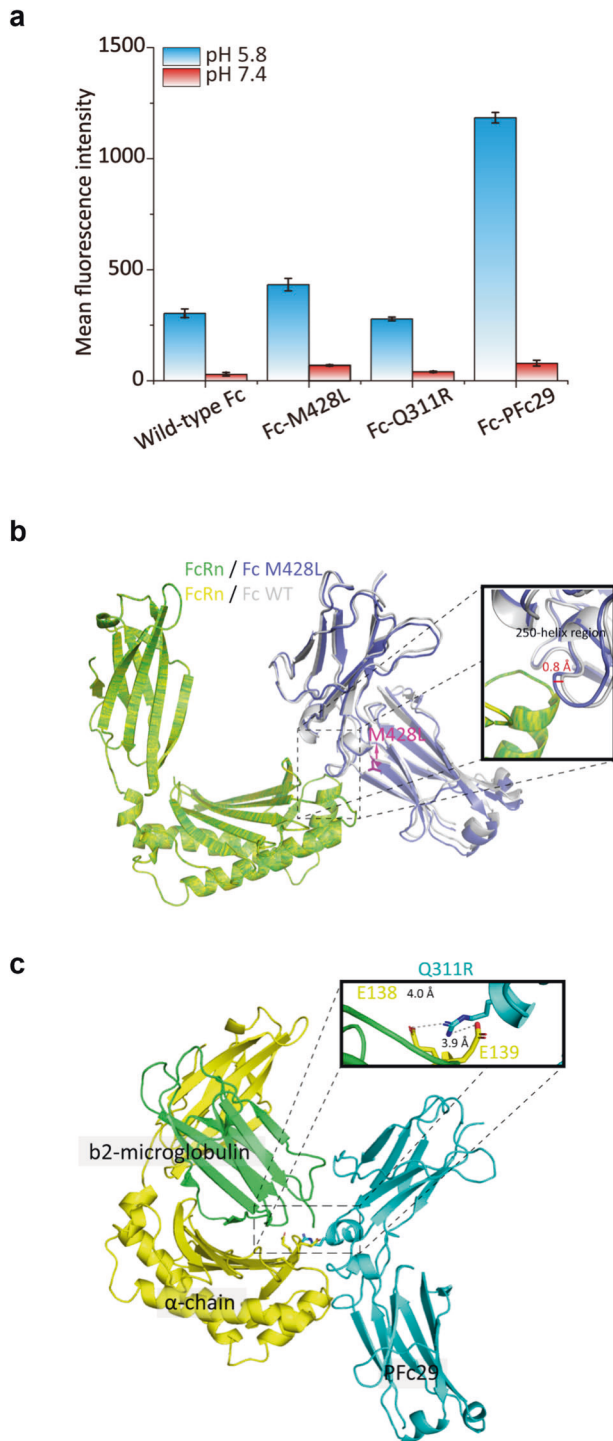 a
1500
1000
500
0
Mean fluorescence intensity
pH 5.8
pH 7.4
Wild-type Fc
Fc-M428L
Fc-Q311R
Fc-PFc29
b
FcRn / Fc M428L
FcRn / Fc WT
250-helix region
0.8 Å
M428L
c
Q311R
E138
4.0 Å
3.9 Å
E139
b2-microglobulin
α-chain
PFc29